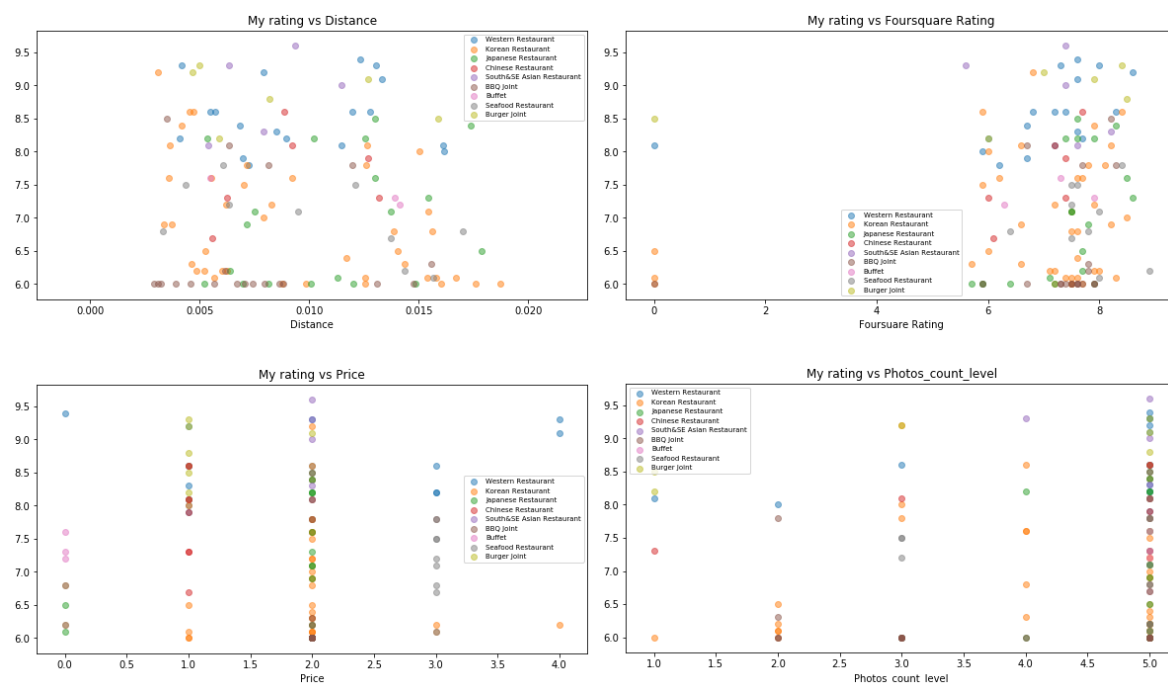 My rating vs Distance
9.5
9.0
8.5
8.0
7.5
7.0
6.5
6.0
Western Restaurant
Korean Restaurant
Japanese Restaurant
Chinese Restaurant
South&SE Asian Restaurant
BBQ Joint
Buffet
Seafood Restaurant
Burger Joint
0.000 0.005 0.010 0.015 0.020
Distance
My rating vs Foursquare Rating
9.5
9.0
8.5
8.0
7.5
7.0
6.5
6.0
Western Restaurant
Korean Restaurant
Japanese Restaurant
Chinese Restaurant
South&SE Asian Restaurant
BBQ Joint
Buffet
Seafood Restaurant
Burger Joint
0 2 4 6 8
Foursuare Rating
My rating vs Price
9.5
9.0
8.5
8.0
7.5
7.0
6.5
6.0
Western Restaurant
Korean Restaurant
Japanese Restaurant
Chinese Restaurant
South&SE Asian Restaurant
BBQ Joint
Buffet
Seafood Restaurant
Burger Joint
0.0 0.5 1.0 1.5 2.0 2.5 3.0 3.5 4.0
Price
My rating vs Photos_count_level
9.5
9.0
8.5
8.0
7.5
7.0
6.5
6.0
Western Restaurant
Korean Restaurant
Japanese Restaurant
Chinese Restaurant
South&SE Asian Restaurant
BBQ Joint
Buffet
Seafood Restaurant
Burger Joint
1.0 1.5 2.0 2.5 3.0 3.5 4.0 4.5 5.0
Photos_count_level